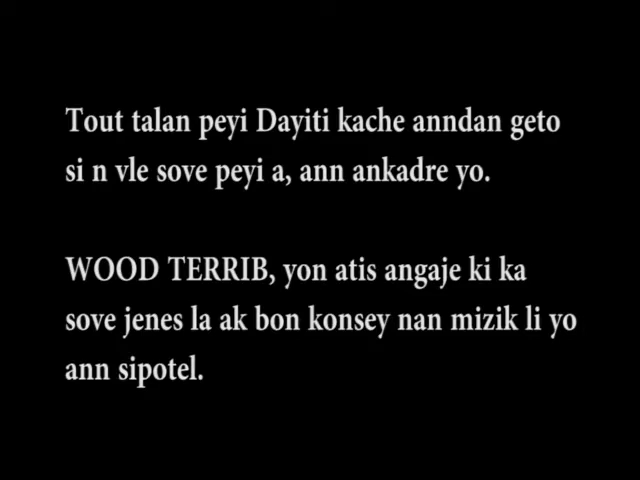 Tout talan peyi Dayiti kache anndan geto
si n vle sove peyi a, ann ankadre yo.
WOOD TERRIB, yon atis angaje ki ka
sove jenes la ak bon konsey nan mizik li yo
ann sipotel.